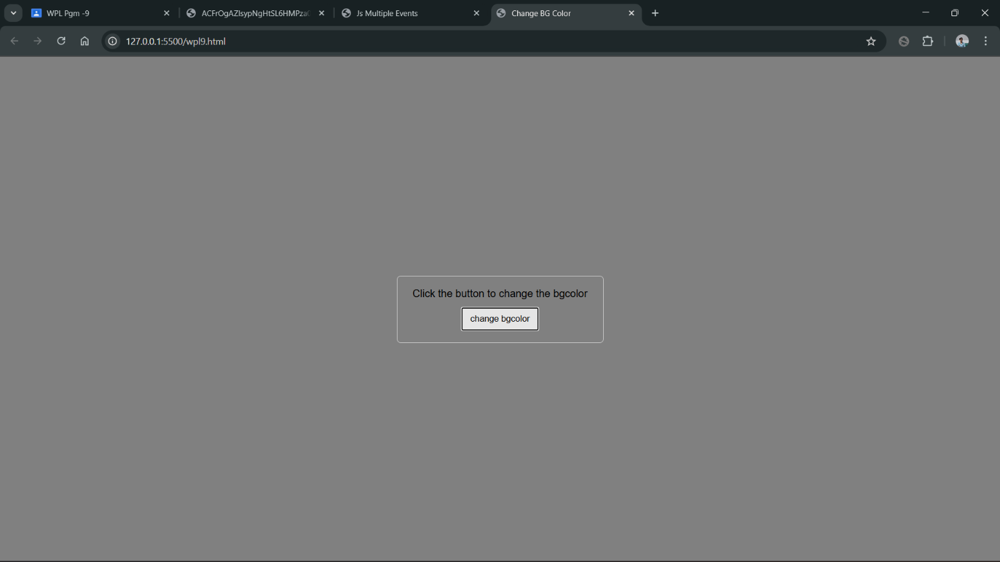 WPL Pgm -9
Js Multiple Events
Change BG Color
127.0.0.1:5500/wpl9.html
Click the button to change the bgcolor
change bgcolor